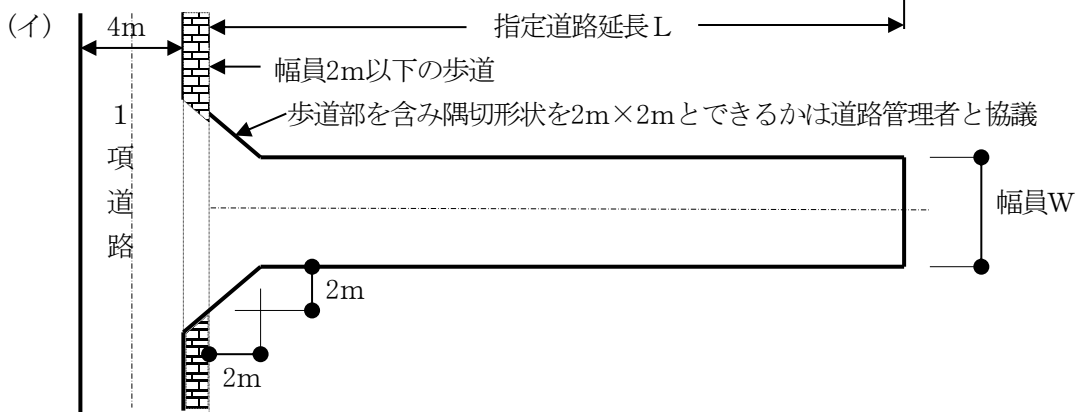 (イ)
4m
指定道路延長L
幅員2m以下の歩道
歩道部を含み隅切形状を2m×2mとできるかは道路管理者と協議
1
項
道
路
幅員W
2m
2m